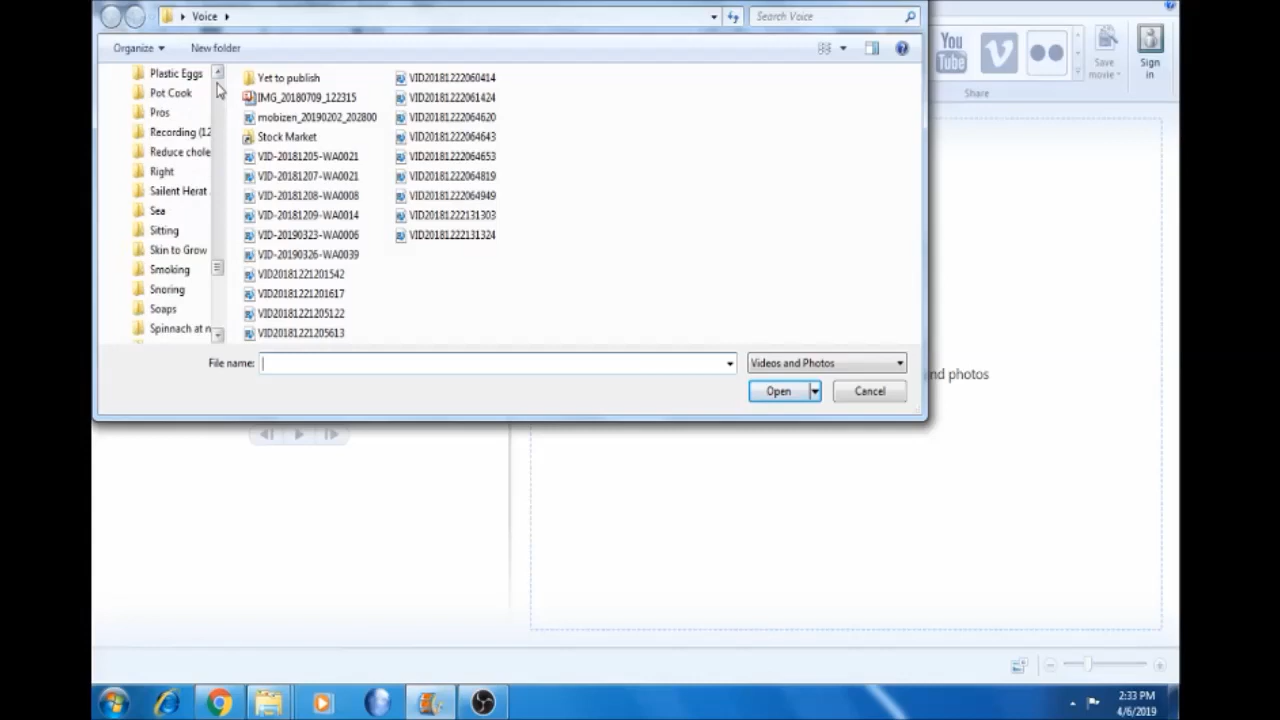 Voice
Search Voice
Organize
New folder
Plastic Eggs
Pot Cook
Pros
Recording (12
Reduce chole
Right
Sailent Herat
Sea
Sitting
Skin to Grow
Smoking
Snoring
Soaps
Spinnach at n
Yet to publish
IMG_20180709_122315
mobizen_20190202_202800
Stock Market
VID-20181205-WA0021
VID-20181207-WA0021
VID-20181208-WA0008
VID-20181209-WA0014
VID-20190323-WA0006
VID-20190326-WA0039
VID20181221201542
VID20181221201617
VID20181221205122
VID20181221205613
VID20181222060414
VID20181222061424
VID20181222064620
VID20181222064643
VID20181222064653
VID20181222064819
VID20181222064949
VID20181222131303
VID20181222131324
File name:
Videos and Photos
Open
Cancel
You
Tube
Save
movie
Sign
in
Share
nd photos
2:33 PM
4/6/2019